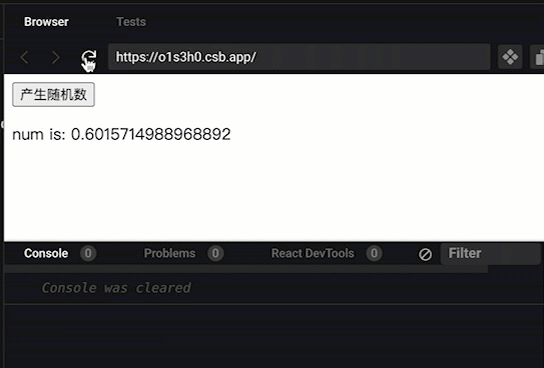 Browser Tests
https://o1s3h0.csb.app/
产生随机数
num is: 0.6015714988968892
Console 0 Problems 0 React DevTools 0 Filter
Console was cleared